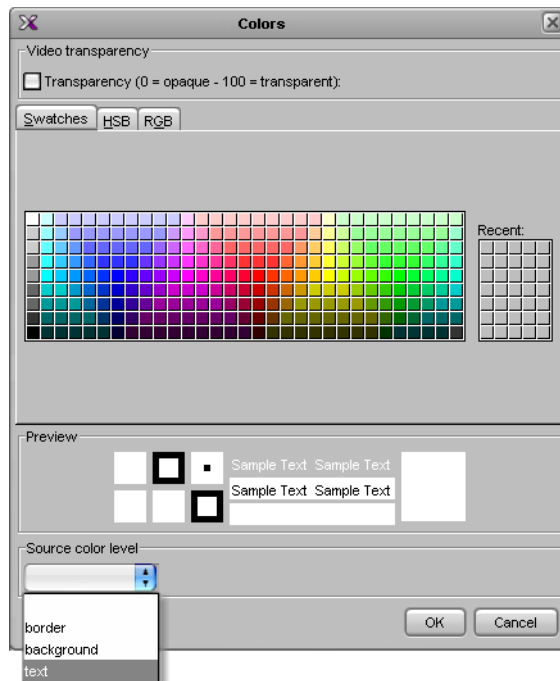 Colors
Video transparency
Transparency (0 = opaque - 100 = transparent):
Swatches HSB RGB
Recent:
Preview
Sample Text Sample Text
Sample Text Sample Text
Source color level
border
background
text
OK Cancel